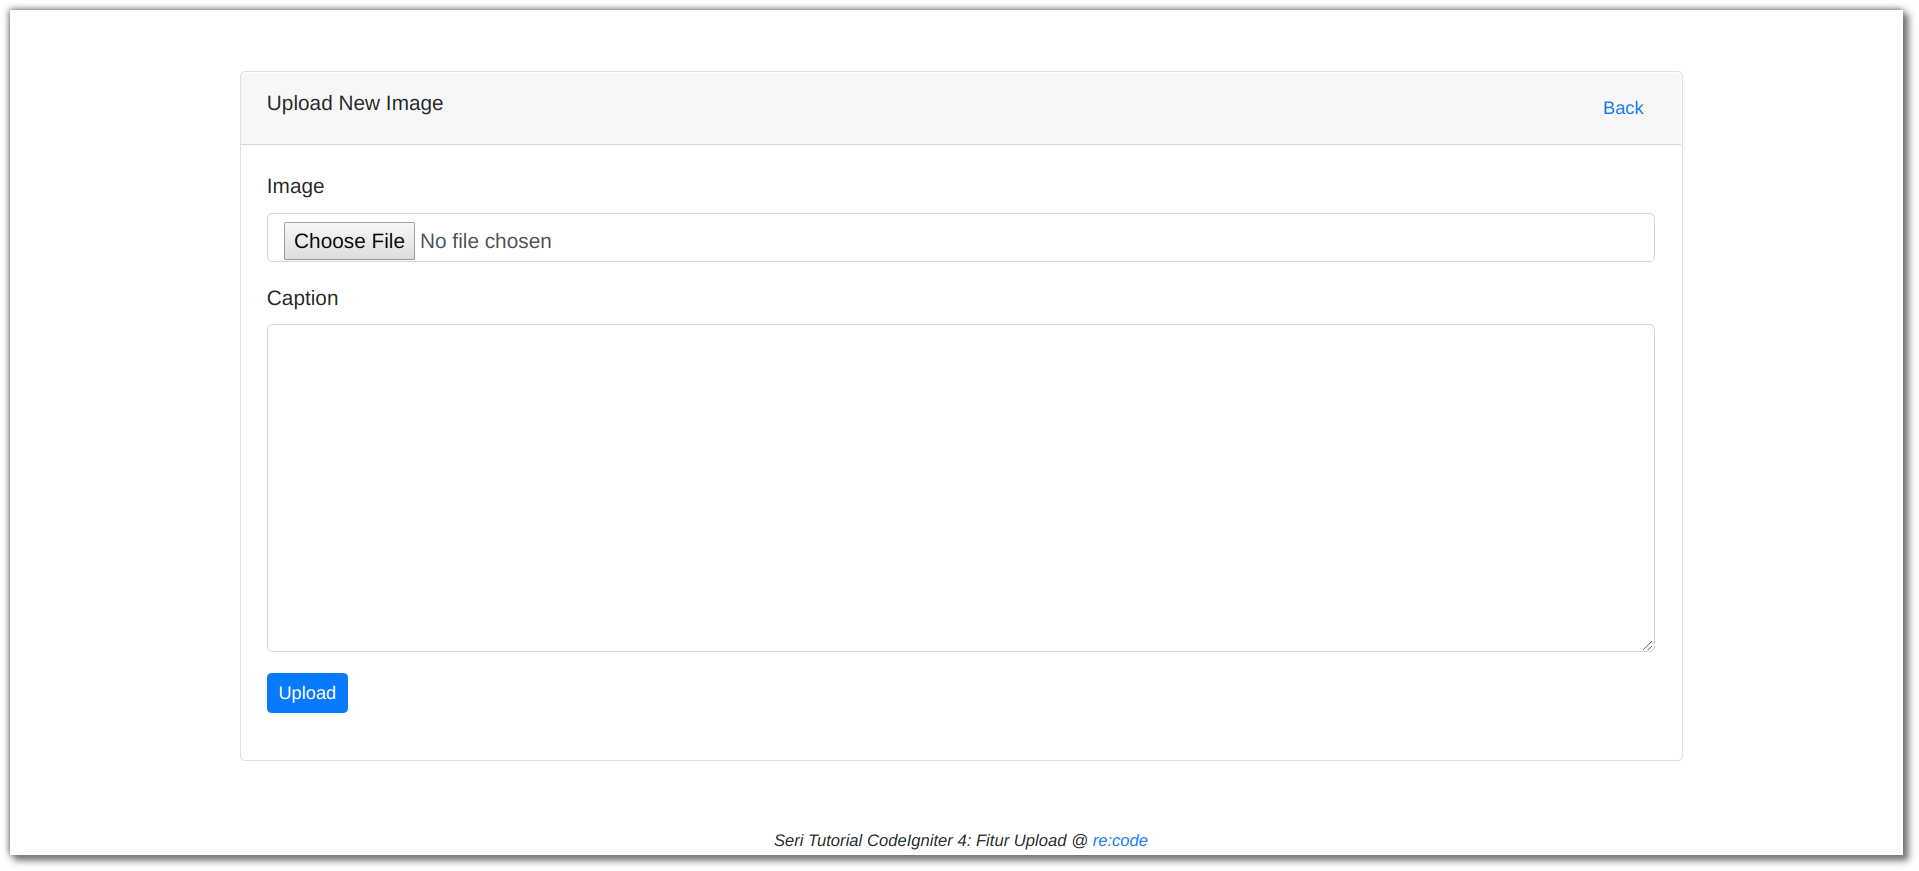 Upload New Image
Back
Image
Choose File No file chosen
Caption
Upload
Seri Tutorial CodeIgniter 4: Fitur Upload @ re:code